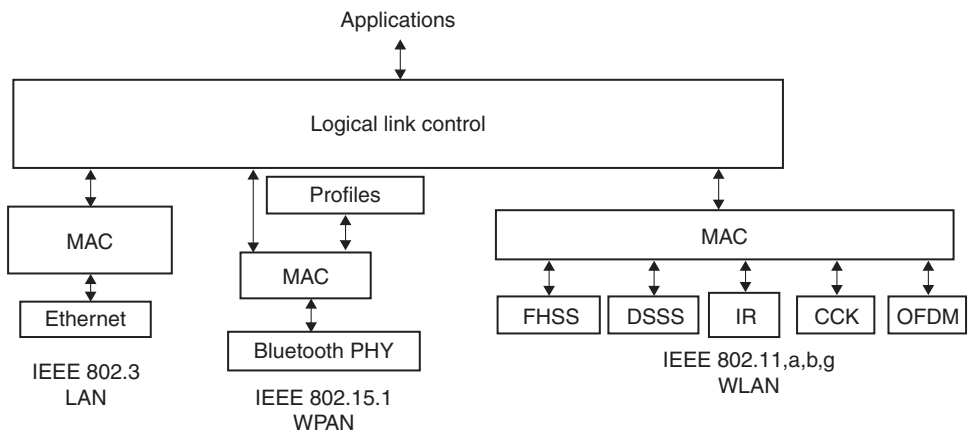 Applications
Logical link control
Profiles
MAC
MAC
MAC
Ethernet
Bluetooth PHY
FHSS
DSSS
IR
CCK
OFDM
IEEE 802.3
LAN
IEEE 802.15.1
WPAN
IEEE 802.11,a,b,g
WLAN